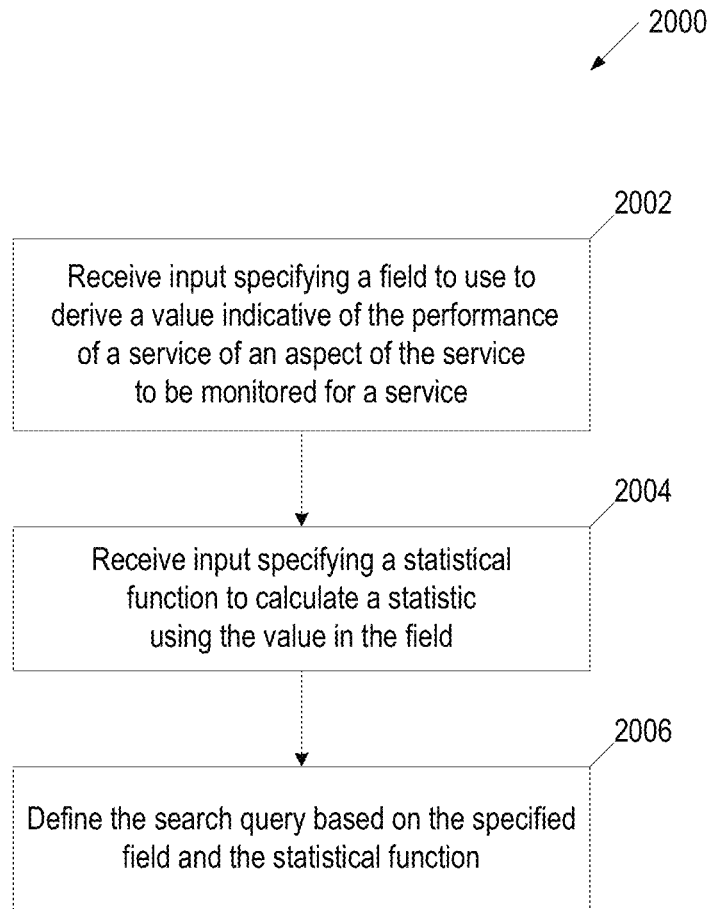 2000
2002
Receive input specifying a field to use to
derive a value indicative of the performance
of a service of an aspect of the service
to be monitored for a service
2004
Receive input specifying a statistical
function to calculate a statistic
using the value in the field
2006
Define the search query based on the specified
field and the statistical function